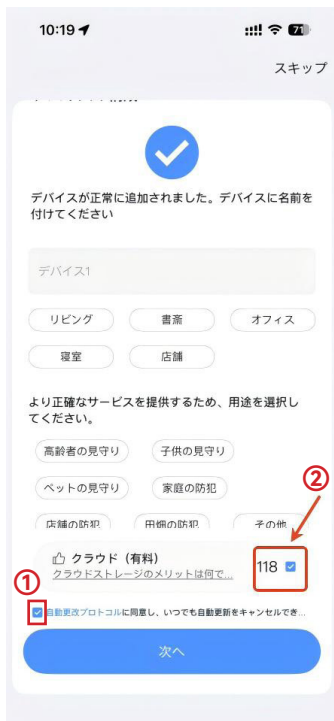 10:19
71
スキップ
デバイスが正常に追加されました。デバイスに名前を
付けてください
デバイス1
リビング
書斎
オフィス
寝室
店舗
より正確なサービスを提供するため、用途を選択し
てください。
高齢者の見守り
子供の見守り
ペットの見守り
家庭の防犯
店舗の防犯
田畑の防犯
その他
②
クラウド（有料）
クラウドストレージのメリットは何で...
118
①
自動更改プロトコルに同意し、いつでも自動更新をキャンセルでき...
次へ